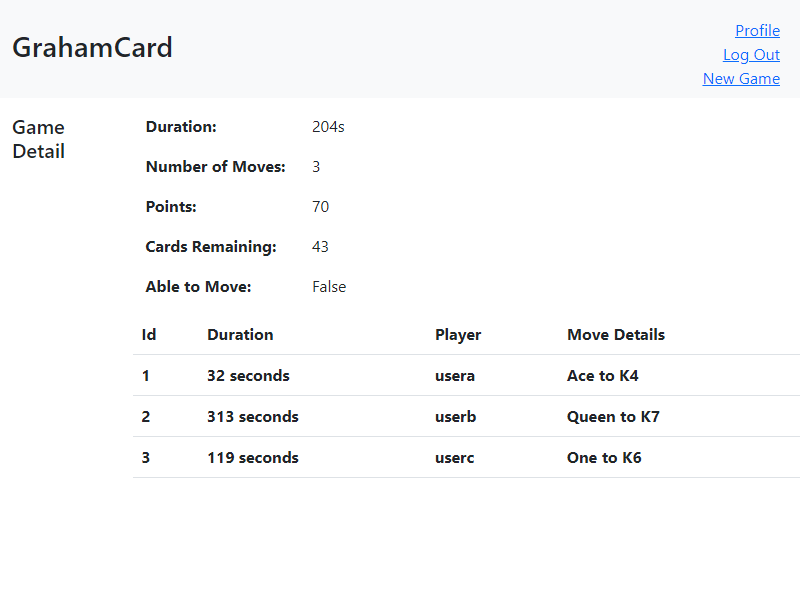 GrahamCard
Profile
Log Out
New Game
Game
Detail
Duration: 204s
Number of Moves: 3
Points: 70
Cards Remaining: 43
Able to Move: False
Id Duration Player Move Details
1 32 seconds usera Ace to K4
2 313 seconds userb Queen to K7
3 119 seconds userc One to K6